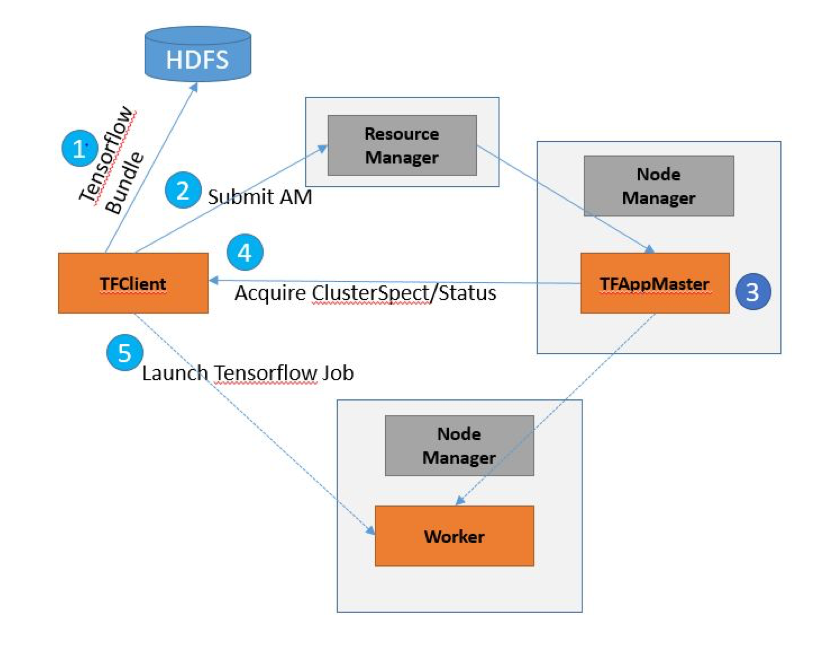 HDFS
1
Tensorflow
Bundle
Resource
Manager
2
Submit AM
Node
Manager
4
TFClient
TFAppMaster
3
Acquire ClusterSpect/Status
5
Launch Tensorflow Job
Node
Manager
Worker